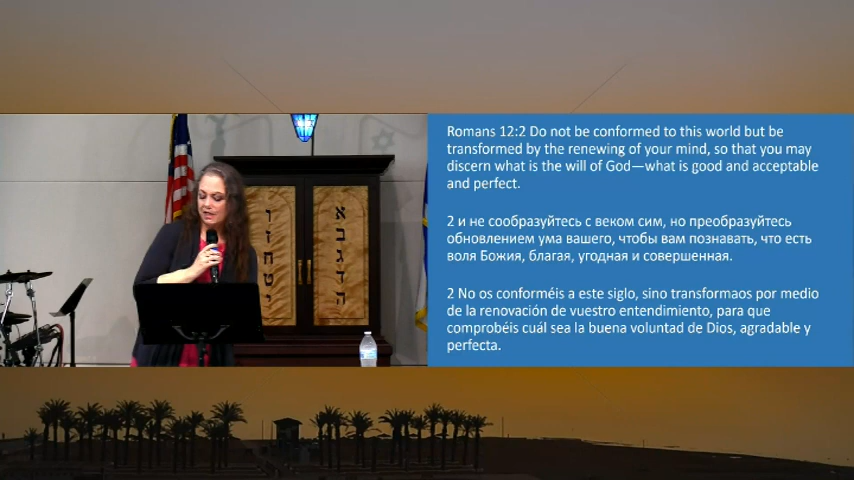 א
ב
ג
ד
ה
ו
ז
ח
ט
י
Romans 12:2 Do not be conformed to this world but be
transformed by the renewing of your mind, so that you may
discern what is the will of God—what is good and acceptable
and perfect.
2 и не сообразуйтесь с веком сим, но преобразуйтесь
обновлением ума вашего, чтобы вам познавать, что есть
воля Божия, благая, угодная и совершенная.
2 No os conforméis a este siglo, sino transformaos por medio
de la renovación de vuestro entendimiento, para que
comprobéis cuál sea la buena voluntad de Dios, agradable y
perfecta.